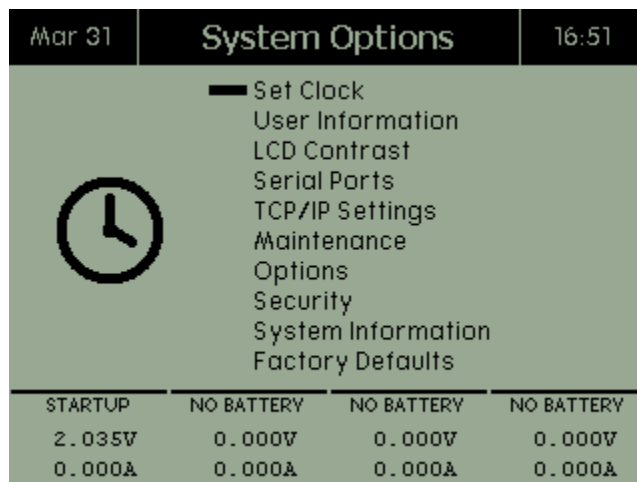 Mar 31 System Options 16:51
Set Clock
User Information
LCD Contrast
Serial Ports
TCP/IP Settings
Maintenance
Options
Security
System Information
Factory Defaults
STARTUP NO BATTERY NO BATTERY NO BATTERY
2.035V 0.000V 0.000V 0.000V
0.000A 0.000A 0.000A 0.000A